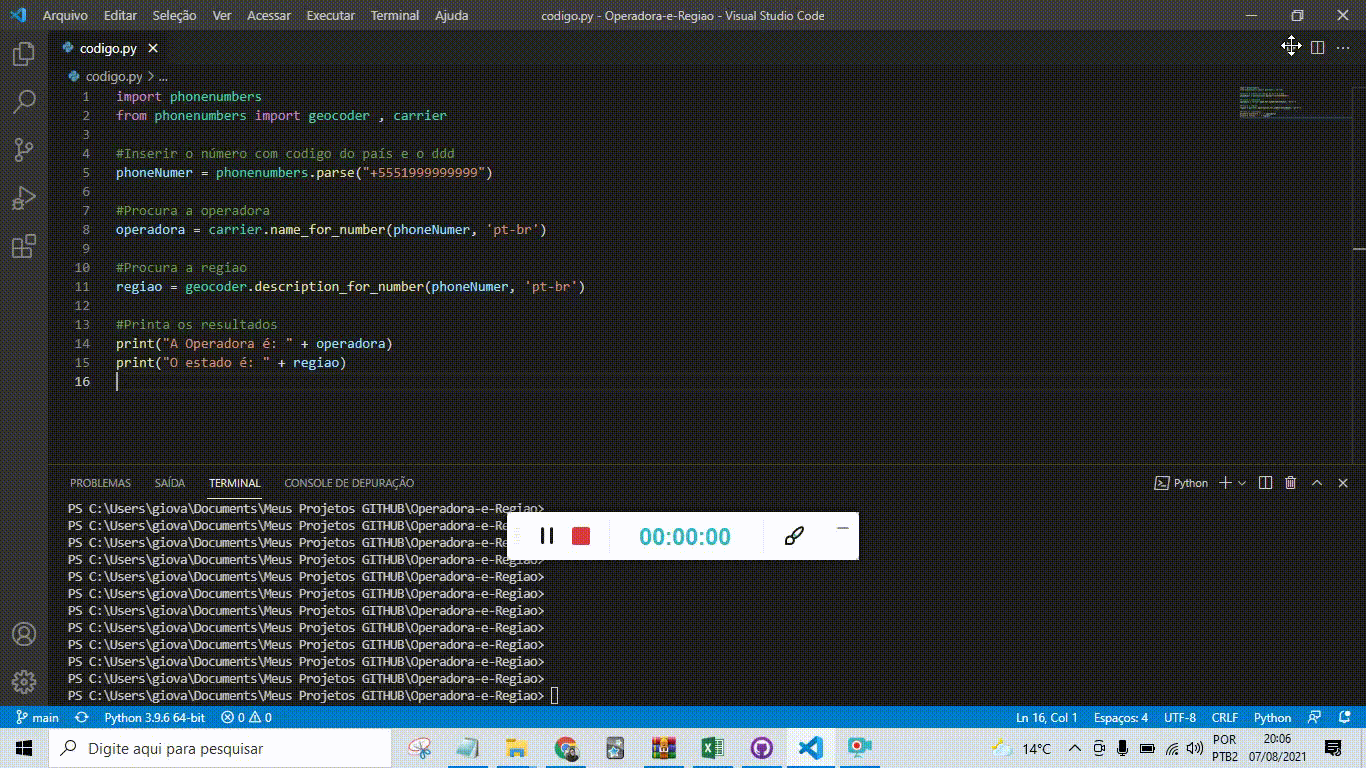 Arquivo Editar Seleção Ver Acessar Executar Terminal Ajuda codigo.py - Operadora-e-Regiao - Visual Studio Code
codigo.py
codigo.py > ...
1 import phonenumbers
2 from phonenumbers import geocoder , carrier
3
4 #Inserir o número com codigo do país e o ddd
5 phoneNumer = phonenumbers.parse("+5551999999999")
6
7 #Procura a operadora
8 operadora = carrier.name_for_number(phoneNumer, 'pt-br')
9
10 #Procura a regiao
11 regiao = geocoder.description_for_number(phoneNumer, 'pt-br')
12
13 #Printa os resultados
14 print("A Operadora é: " + operadora)
15 print("O estado é: " + regiao)
16
PROBLEMAS SAÍDA TERMINAL CONSOLE DE DEPURAÇÃO Python
PS C:\Users\giova\Documents\Meus Projetos GITHUB\Operadora-e-Regiao>
PS C:\Users\giova\Documents\Meus Projetos GITHUB\Operadora-e-Regiao>
PS C:\Users\giova\Documents\Meus Projetos GITHUB\Operadora-e-Regiao>
PS C:\Users\giova\Documents\Meus Projetos GITHUB\Operadora-e-Regiao>
PS C:\Users\giova\Documents\Meus Projetos GITHUB\Operadora-e-Regiao>
PS C:\Users\giova\Documents\Meus Projetos GITHUB\Operadora-e-Regiao>
PS C:\Users\giova\Documents\Meus Projetos GITHUB\Operadora-e-Regiao>
PS C:\Users\giova\Documents\Meus Projetos GITHUB\Operadora-e-Regiao>
PS C:\Users\giova\Documents\Meus Projetos GITHUB\Operadora-e-Regiao>
PS C:\Users\giova\Documents\Meus Projetos GITHUB\Operadora-e-Regiao>
PS C:\Users\giova\Documents\Meus Projetos GITHUB\Operadora-e-Regiao>
PS C:\Users\giova\Documents\Meus Projetos GITHUB\Operadora-e-Regiao>
00:00:00
main Python 3.9.6 64-bit 0 0 Ln 16, Col 1 Espaços: 4 UTF-8 CRLF Python
Digite aqui para pesquisar 14°C POR PTB2 20:06 07/08/2021